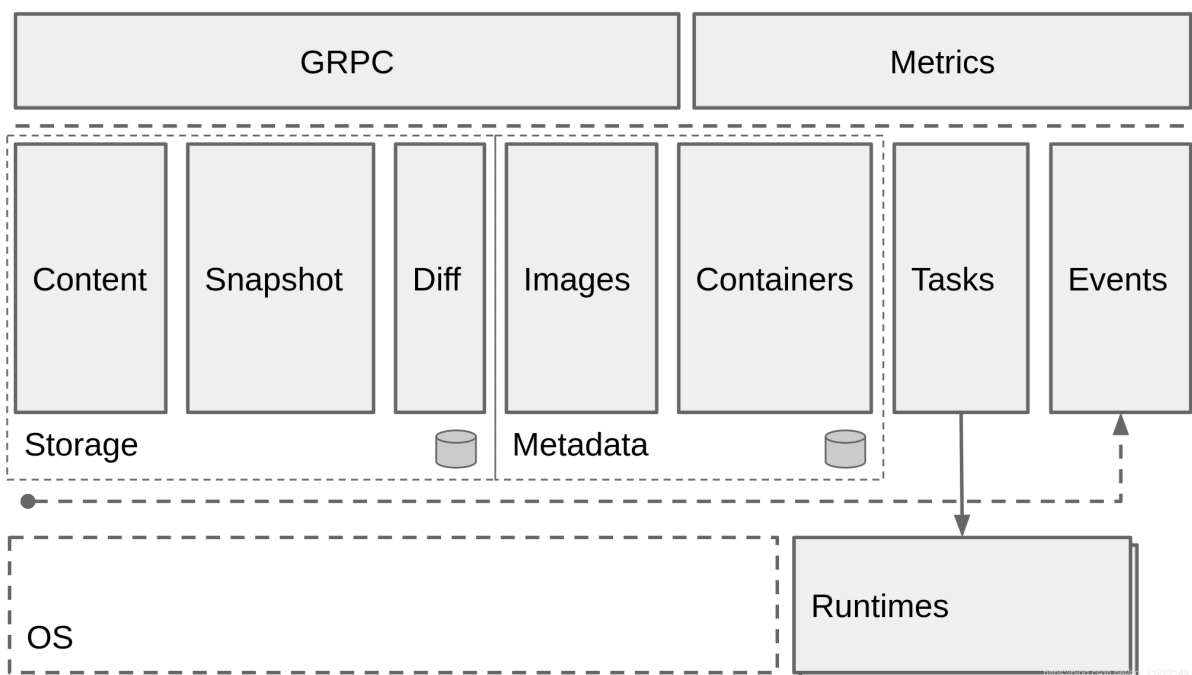 GRPC
Metrics
Content
Snapshot
Diff
Images
Containers
Tasks
Events
Storage
Metadata
OS
Runtimes